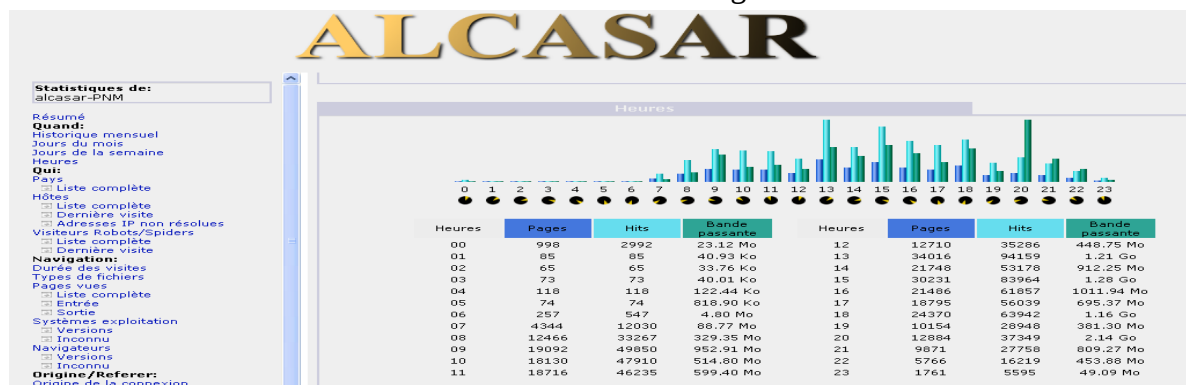 ALCASAR
Statistiques de:
alcasar-PNM
Résumé
Quand:
Historique mensuel
Jours du mois
Jours de la semaine
Heures
Qui:
Pays
Liste complète
Hôtes
Liste complète
Dernière visite
Adresses IP non résolues
Visiteurs Robots/Spiders
Liste complète
Dernière visite
Navigation:
Durée des visites
Types de fichiers
Pages vues
Liste complète
Entrée
Sortie
Systèmes exploitation
Versions
Inconnu
Navigateurs
Versions
Inconnu
Origine/Referer:
Origine de la connexion
Heures
0 1 2 3 4 5 6 7 8 9 10 11 12 13 14 15 16 17 18 19 20 21 22 23
Heures Pages Hits Bande passante Heures Pages Hits Bande passante
00 998 2992 23.12 Mo 12 12710 35286 448.75 Mo
01 85 85 40.93 Ko 13 34016 94159 1.21 Go
02 65 65 33.76 Ko 14 21748 53178 912.25 Mo
03 73 73 40.01 Ko 15 30231 83964 1.28 Go
04 118 118 122.44 Ko 16 21486 61857 1011.94 Mo
05 74 74 818.90 Ko 17 18795 56039 695.37 Mo
06 257 547 4.80 Mo 18 24370 63942 1.16 Go
07 4344 12030 88.77 Mo 19 10154 28948 381.30 Mo
08 12466 33267 329.35 Mo 20 12884 37349 2.14 Go
09 19092 49850 952.91 Mo 21 9871 27758 809.27 Mo
10 18130 47910 514.80 Mo 22 5766 16219 453.88 Mo
11 18716 46235 599.40 Mo 23 1761 5595 49.09 Mo